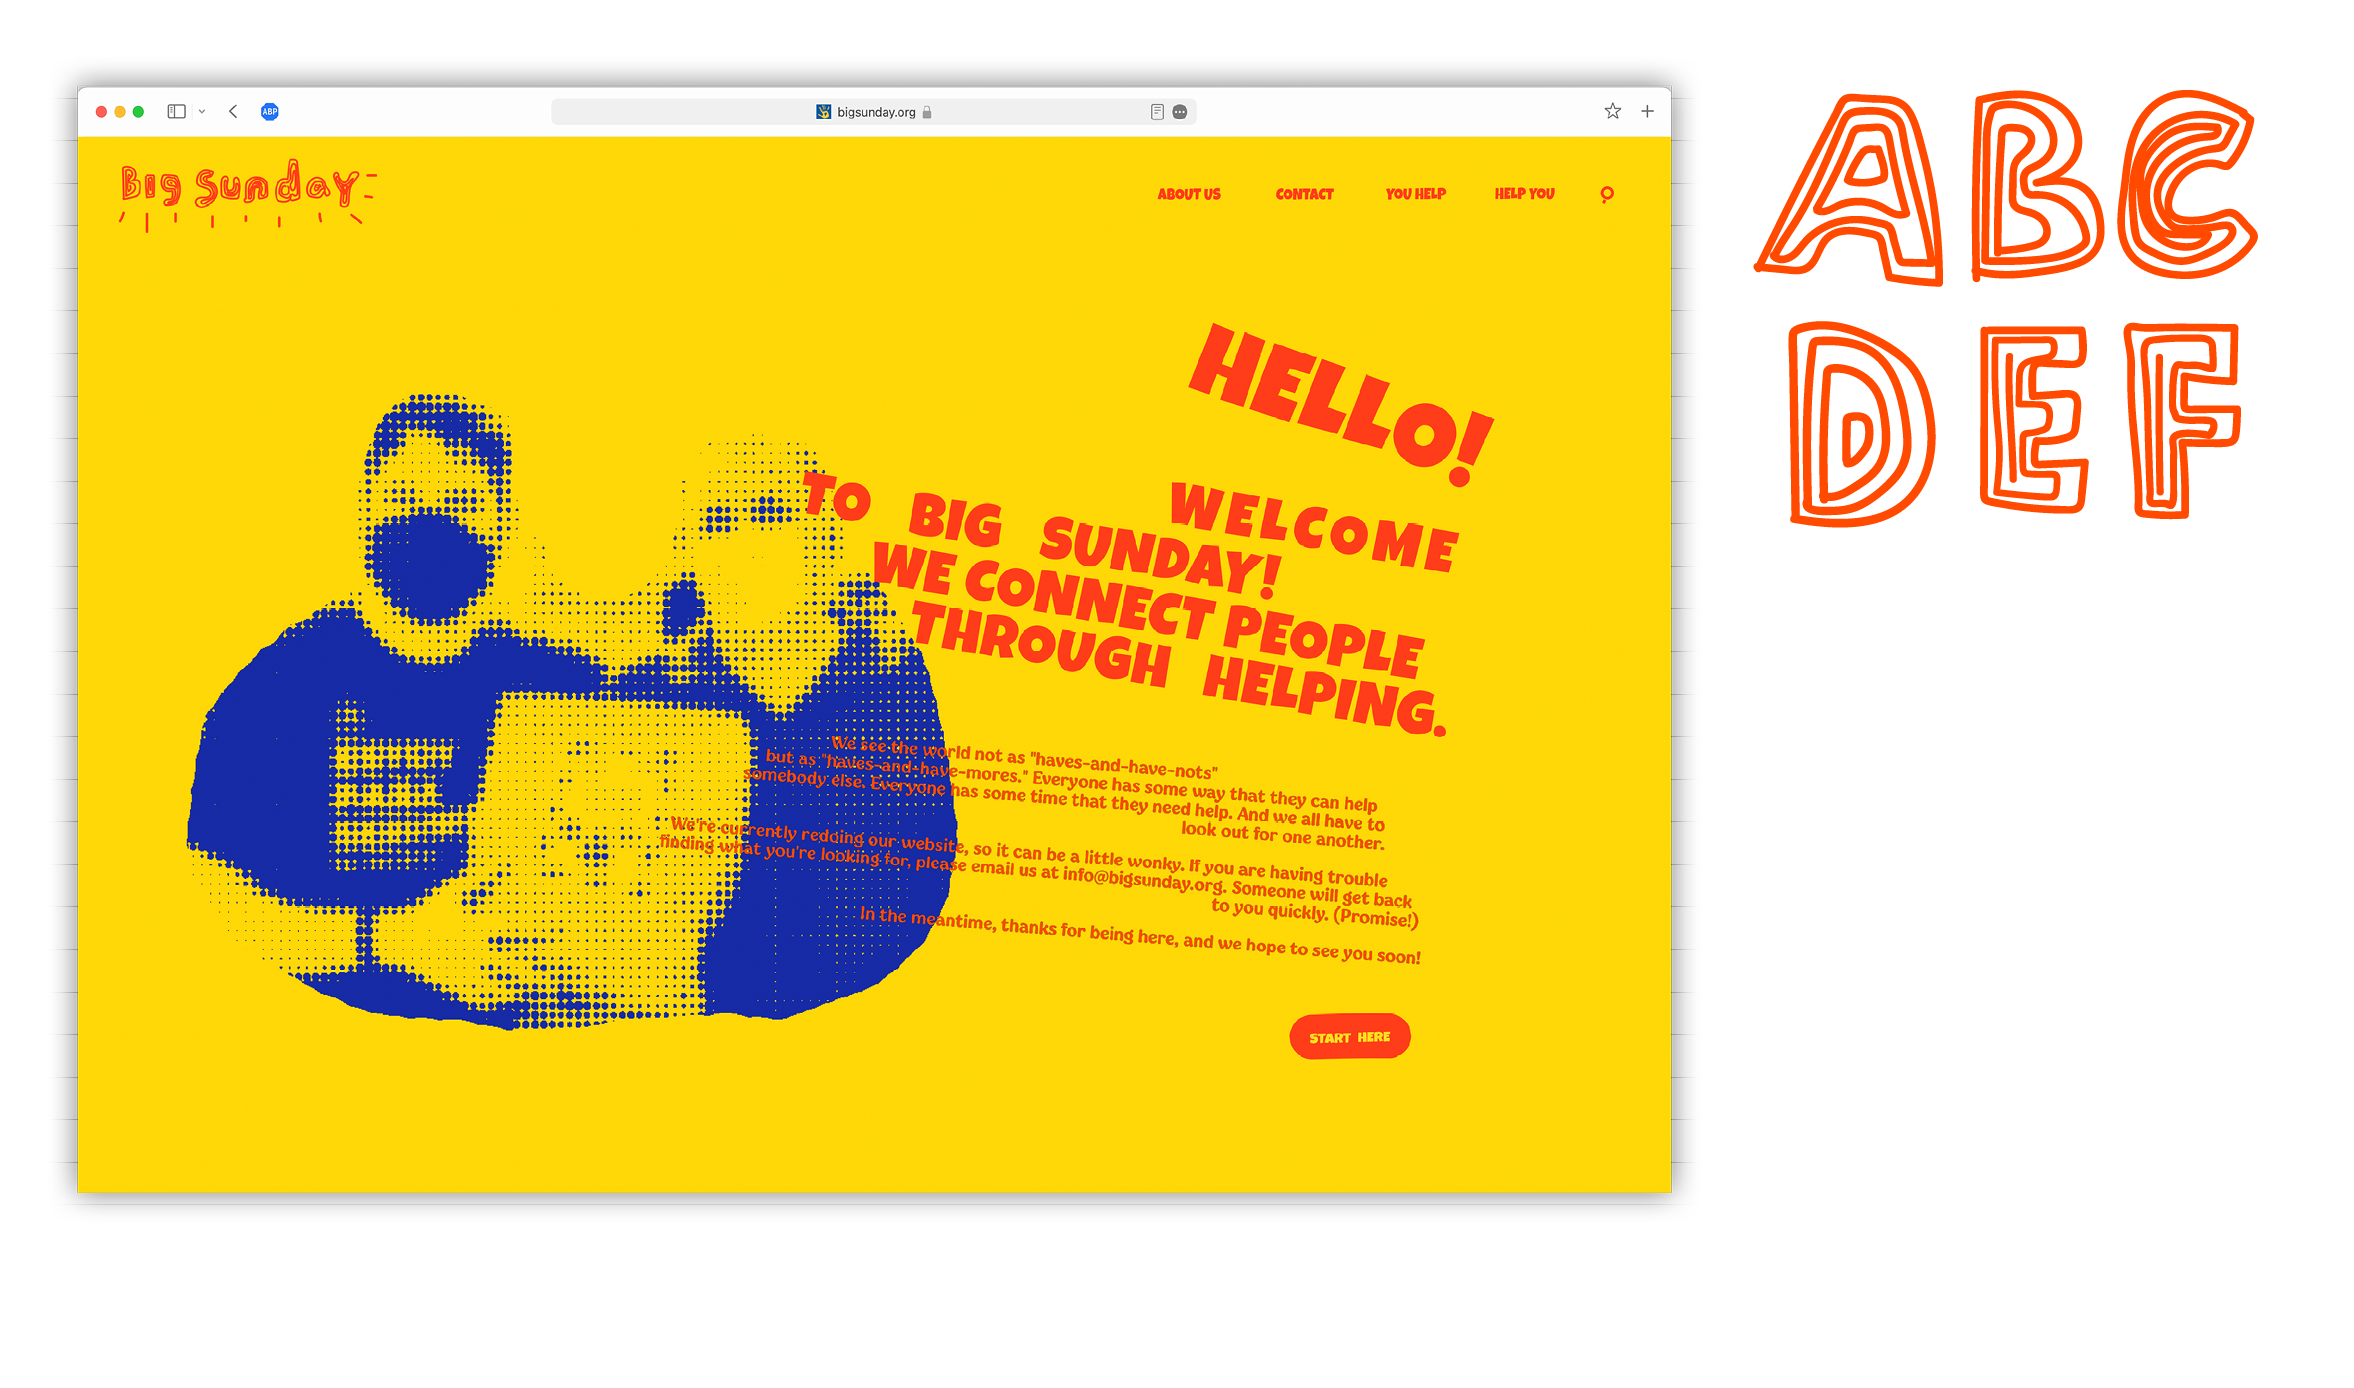 ABP
bigsunday.org
Big Sunday
ABOUT US CONTACT YOU HELP HELP YOU
HELLO!
WELCOME
TO BIG SUNDAY!
WE CONNECT PEOPLE
THROUGH HELPING.
We see the world not as "haves-and-have-nots"
but as "haves-and-have-mores." Everyone has some way that they can help
somebody else. Everyone has some time that they need help. And we all have to
look out for one another.
We're currently redoing our website, so it can be a little wonky. If you are having trouble
finding what you're looking for, please email us at info@bigsunday.org. Someone will get back
to you quickly. (Promise!)
In the meantime, thanks for being here, and we hope to see you soon!
START HERE
ABC
DEF